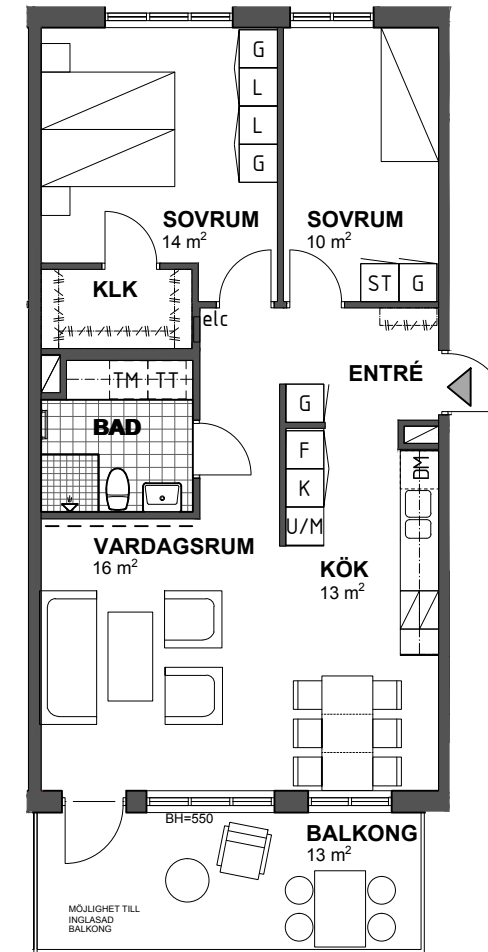 G
L
L
G
SOVRUM
14 m²
SOVRUM
10 m²
ST G
KLK
elc
ENTRÉ
TM TT
G
BAD
F
K
U/M
DM
VARDAGSRUM
16 m²
KÖK
13 m²
BH=550
BALKONG
13 m²
MÖJLIGHET TILL
INGLASAD
BALKONG